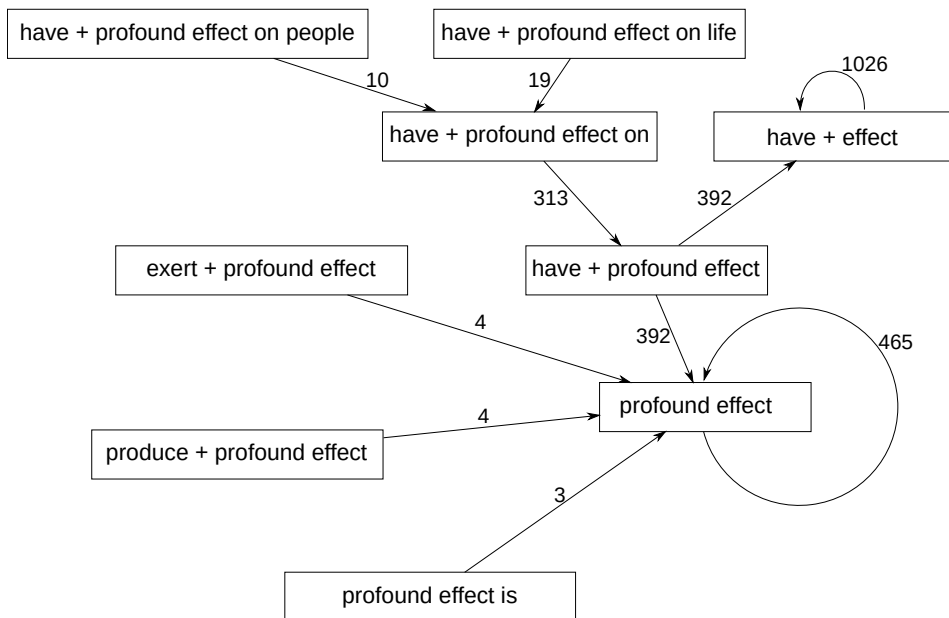 have + profound effect on people
have + profound effect on life
1026
10
19
have + profound effect on
have + effect
313
392
exert + profound effect
have + profound effect
4
392
465
profound effect
4
produce + profound effect
3
profound effect is